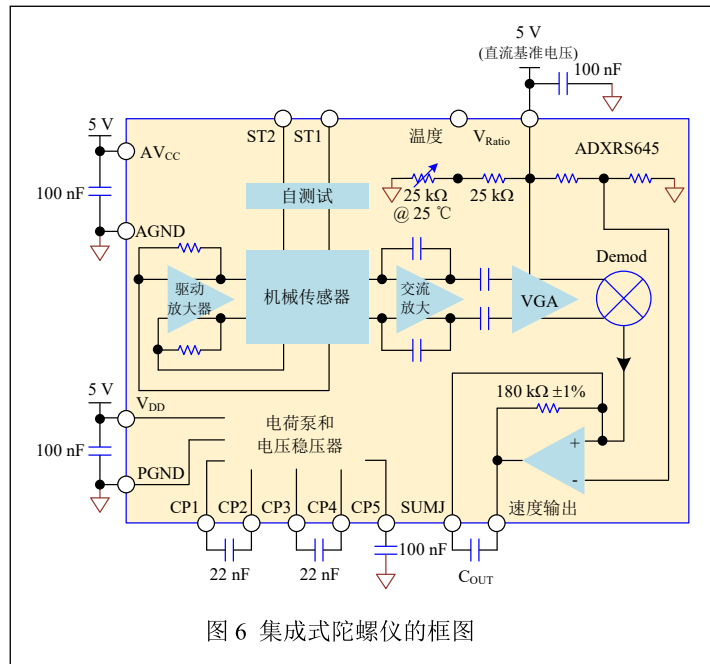 5 V
(直流基准电压)
100 nF
5 V
ST2
ST1
温度
V_Ratio
ADXRS645
AV_CC
100 nF
自测试
25 kΩ
@ 25 ℃
25 kΩ
AGND
Demod
驱动
放大器
机械传感器
交流
放大
VGA
5 V
V_DD
180 kΩ ±1%
电荷泵和
电压稳压器
+
100 nF
-
PGND
CP1
CP2
CP3
CP4
CP5
SUMJ
速度输出
22 nF
22 nF
100 nF
C_OUT
图 6 集成式陀螺仪的框图